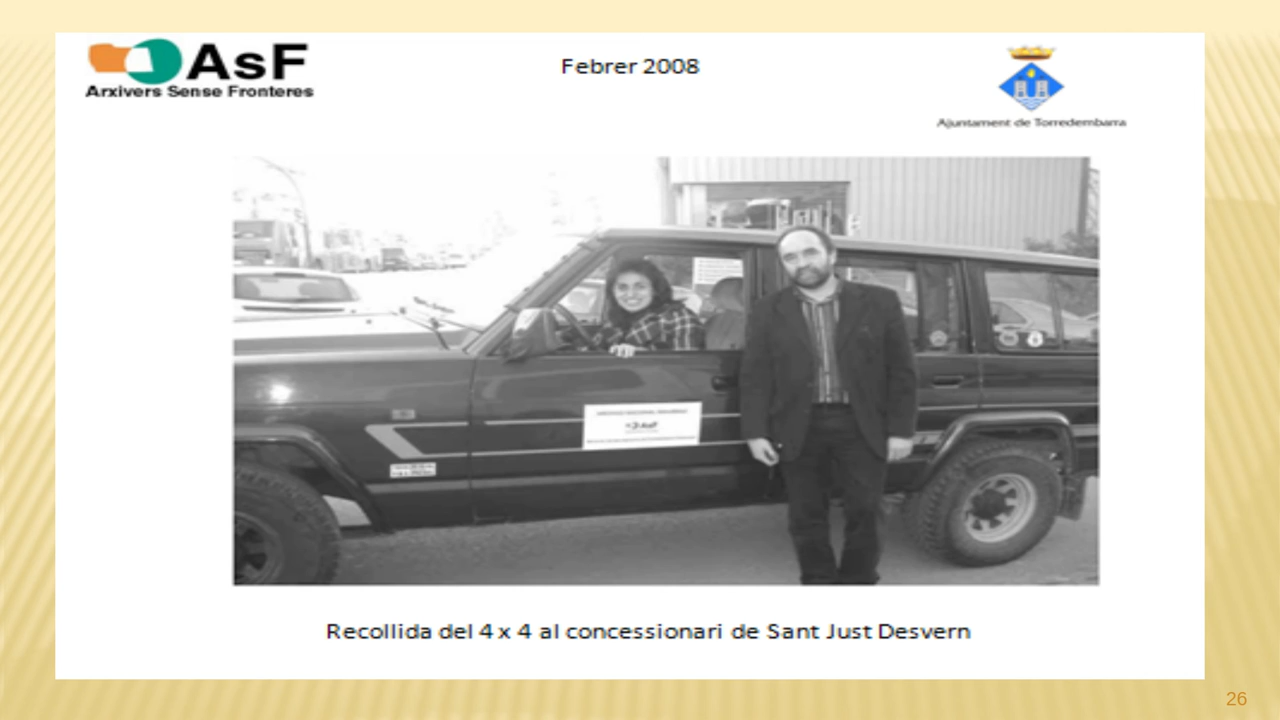 AsF
Arxivers Sense Fronteres
Febrer 2008
Ajuntament de Torredembarra
AsF
Recollida del 4 x 4 al concessionari de Sant Just Desvern
26